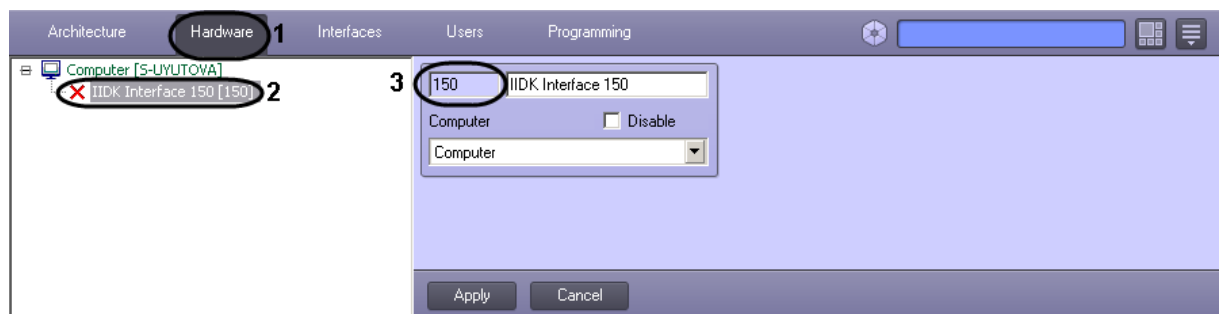 Architecture Hardware 1 Interfaces Users Programming
Computer [S-UYUTOVA]
IIDK Interface 150 [150] 2
3 150 IIDK Interface 150
Computer Disable
Computer
Apply Cancel